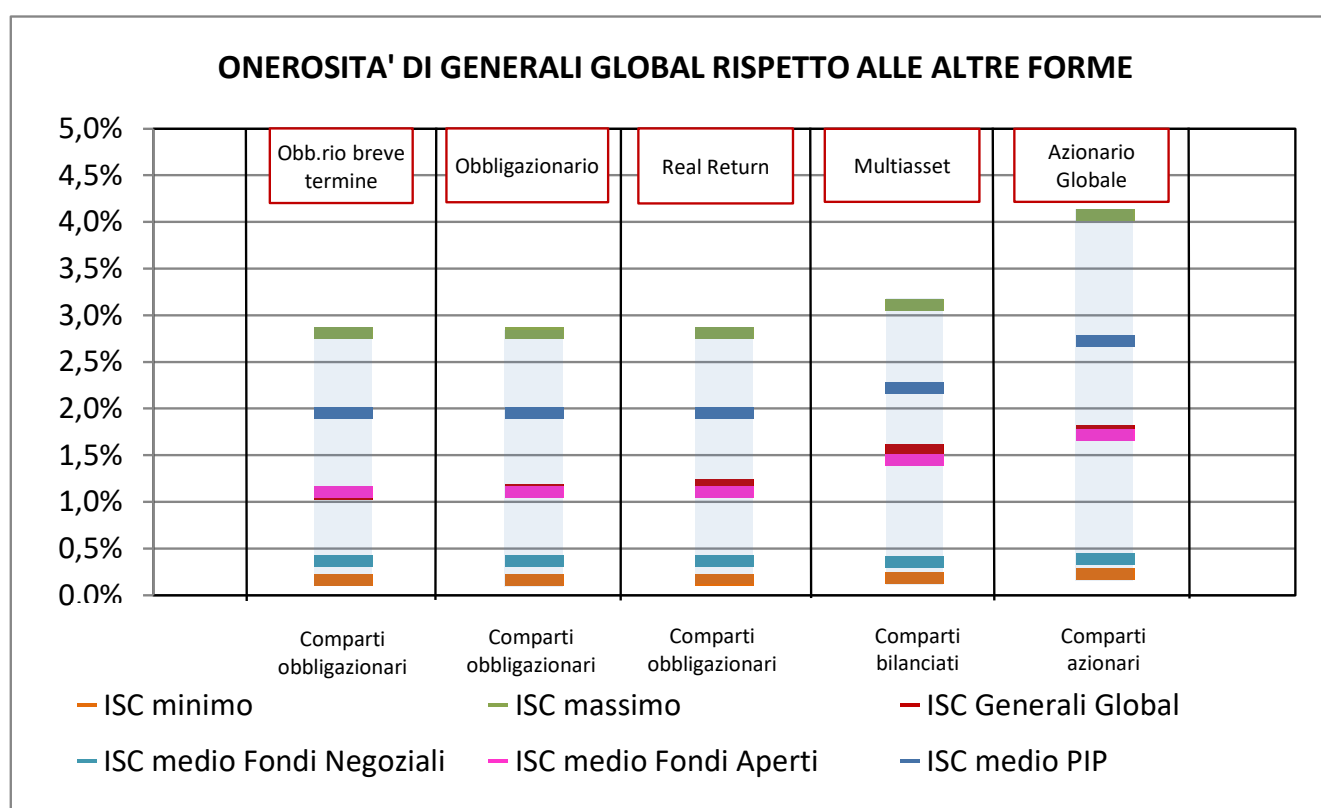 ONEROSITA' DI GENERALI GLOBAL RISPETTO ALLE ALTRE FORME
5,0%
4,5%
4,0%
3,5%
3,0%
2,5%
2,0%
1,5%
1,0%
0,5%
0,0%
Obb.rio breve
termine
Obbligazionario
Real Return
Multiasset
Azionario
Globale
Comparti
obbligazionari
Comparti
obbligazionari
Comparti
obbligazionari
Comparti
bilanciati
Comparti
azionari
ISC minimo
ISC massimo
ISC Generali Global
ISC medio Fondi Negoziali
ISC medio Fondi Aperti
ISC medio PIP